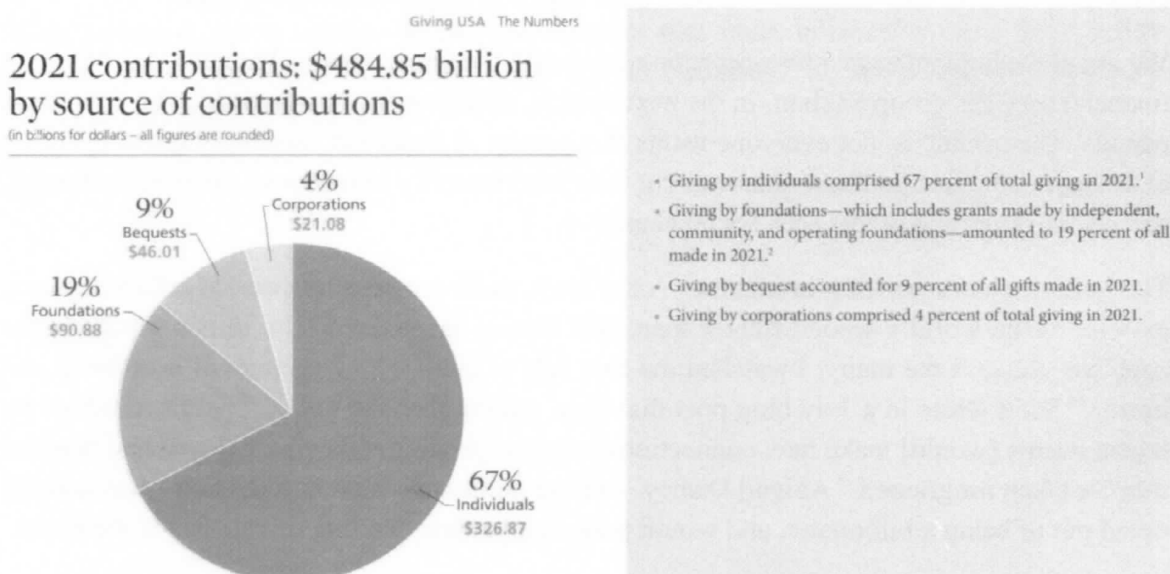 Giving USA The Numbers
2021 contributions: $484.85 billion
by source of contributions
(in billions for dollars – all figures are rounded)
4%
Corporations
$21.08
9%
Bequests
$46.01
19%
Foundations
$90.88
67%
Individuals
$326.87
• Giving by individuals comprised 67 percent of total giving in 2021.¹
• Giving by foundations—which includes grants made by independent,
community, and operating foundations—amounted to 19 percent of all
made in 2021.²
• Giving by bequest accounted for 9 percent of all gifts made in 2021.
• Giving by corporations comprised 4 percent of total giving in 2021.